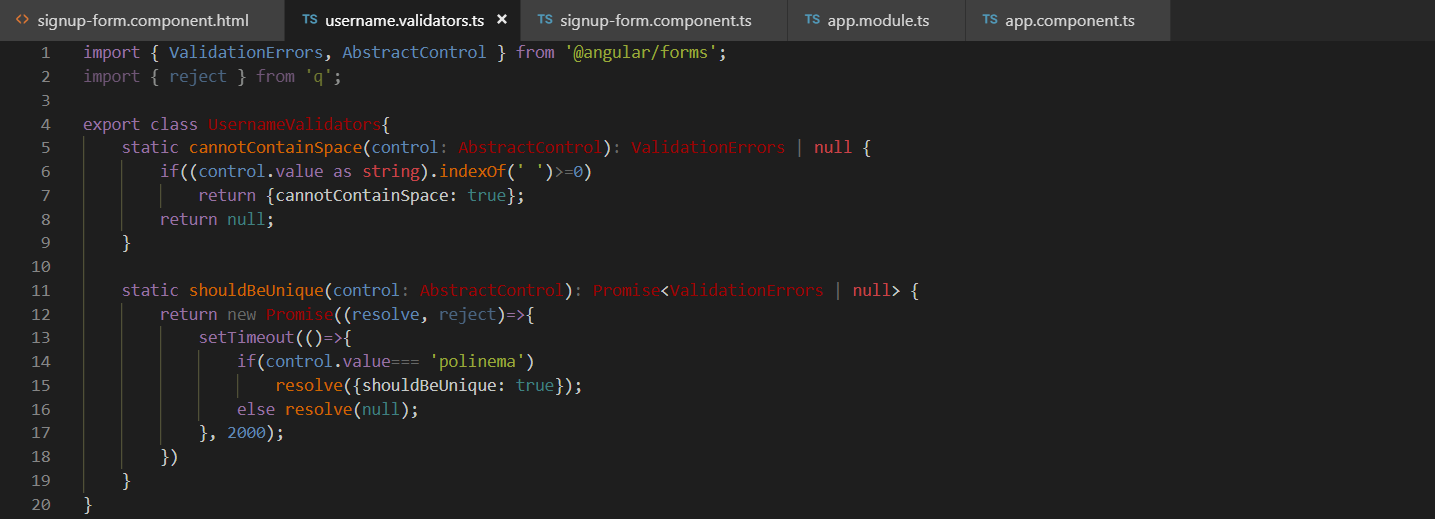 <> signup-form.component.html TS username.validators.ts × TS signup-form.component.ts TS app.module.ts TS app.component.ts
1 import { ValidationErrors, AbstractControl } from '@angular/forms';
2 import { reject } from 'q';
3
4 export class UsernameValidators{
5     static cannotContainSpace(control: AbstractControl): ValidationErrors | null {
6         if((control.value as string).indexOf(' ')>=0)
7             return {cannotContainSpace: true};
8         return null;
9     }
10
11     static shouldBeUnique(control: AbstractControl): Promise<ValidationErrors | null> {
12         return new Promise((resolve, reject)=>{
13             setTimeout(()=>{
14                 if(control.value=== 'polinema')
15                     resolve({shouldBeUnique: true});
16                 else resolve(null);
17             }, 2000);
18         })
19     }
20 }